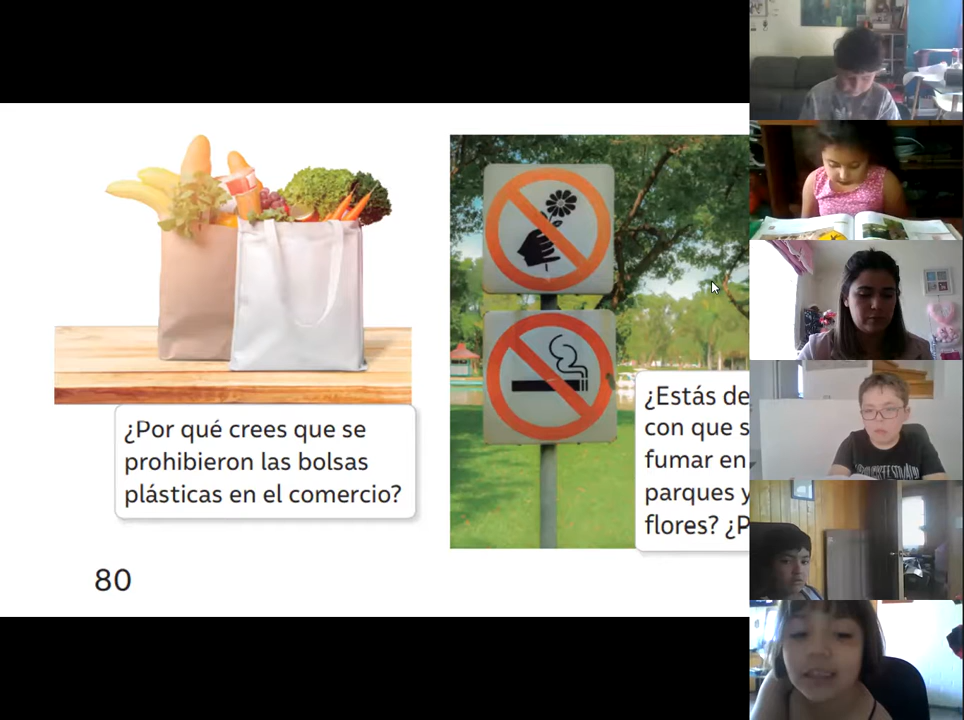 ¿Por qué crees que se
prohibieron las bolsas
plásticas en el comercio?
¿Estás de
con que s
fumar en
parques y
flores? ¿P
80